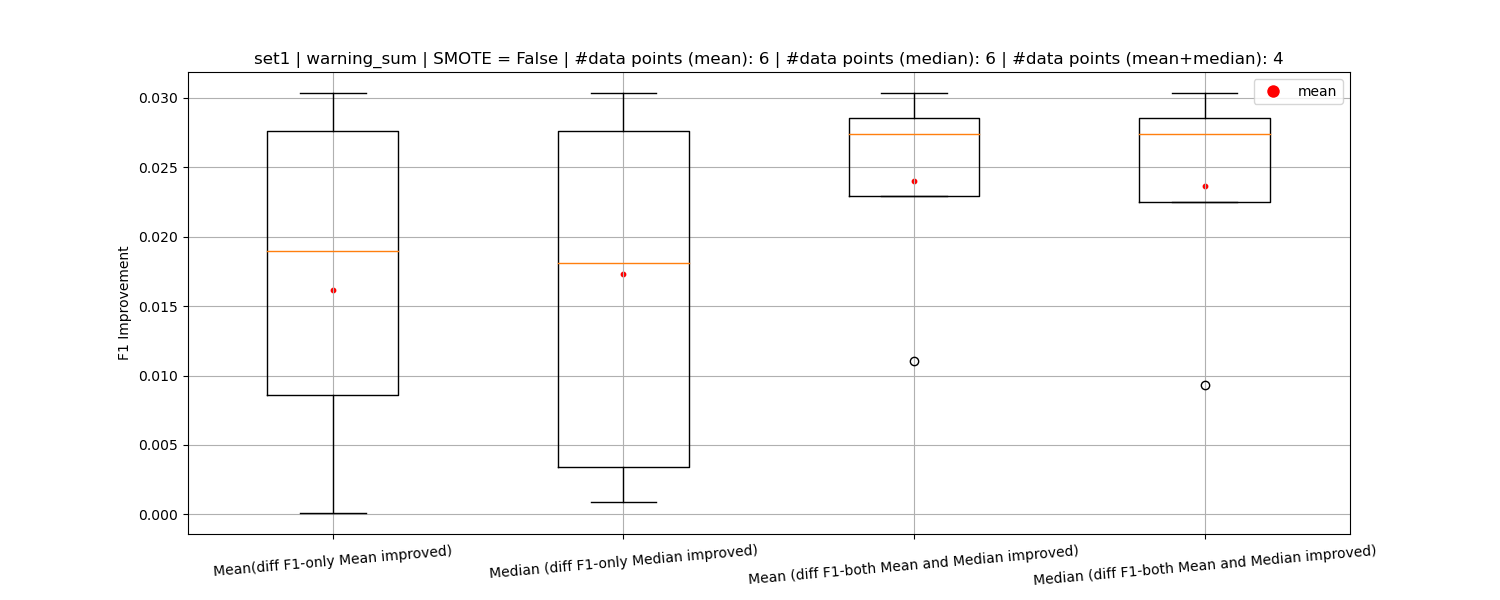 set1 | warning_sum | SMOTE = False | #data points (mean): 6 | #data points (median): 6 | #data points (mean+median): 4
mean
0.030
0.025
0.020
0.015
0.010
0.005
0.000
F1 Improvement
Mean(diff F1-only Mean improved)
Median (diff F1-only Median improved)
Mean (diff F1-both Mean and Median improved)
Median (diff F1-both Mean and Median improved)